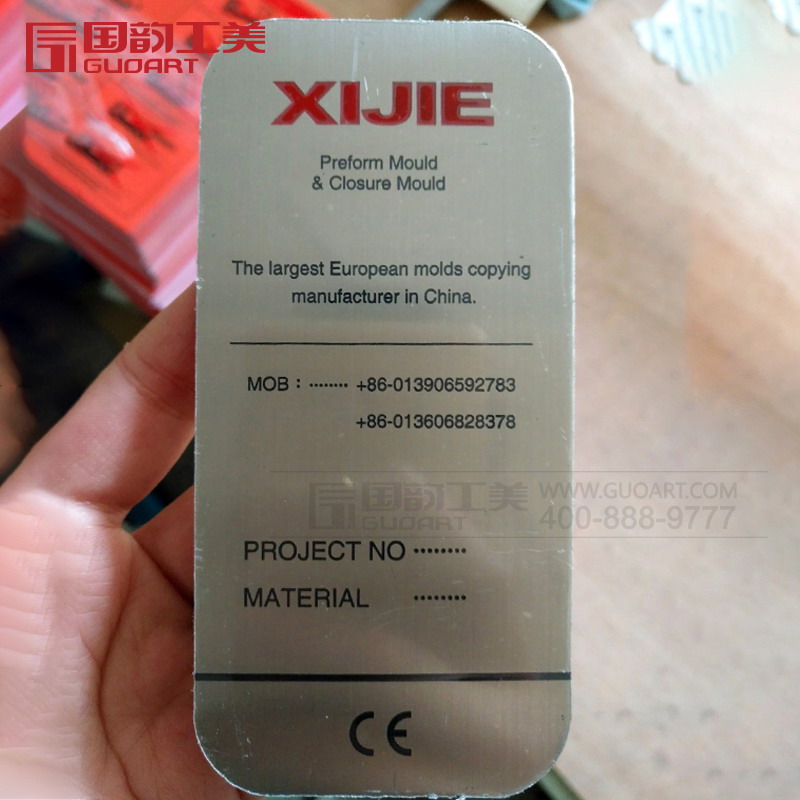 国韵工美
GUOART
XIJIE
Preform Mould
& Closure Mould
The largest European molds copying
manufacturer in China.
MOB : ········ +86-013906592783
+86-013606828378
国韵工美
GUOART
WWW.GUOART.COM
400-888-9777
PROJECT NO ········
MATERIAL ········
CE